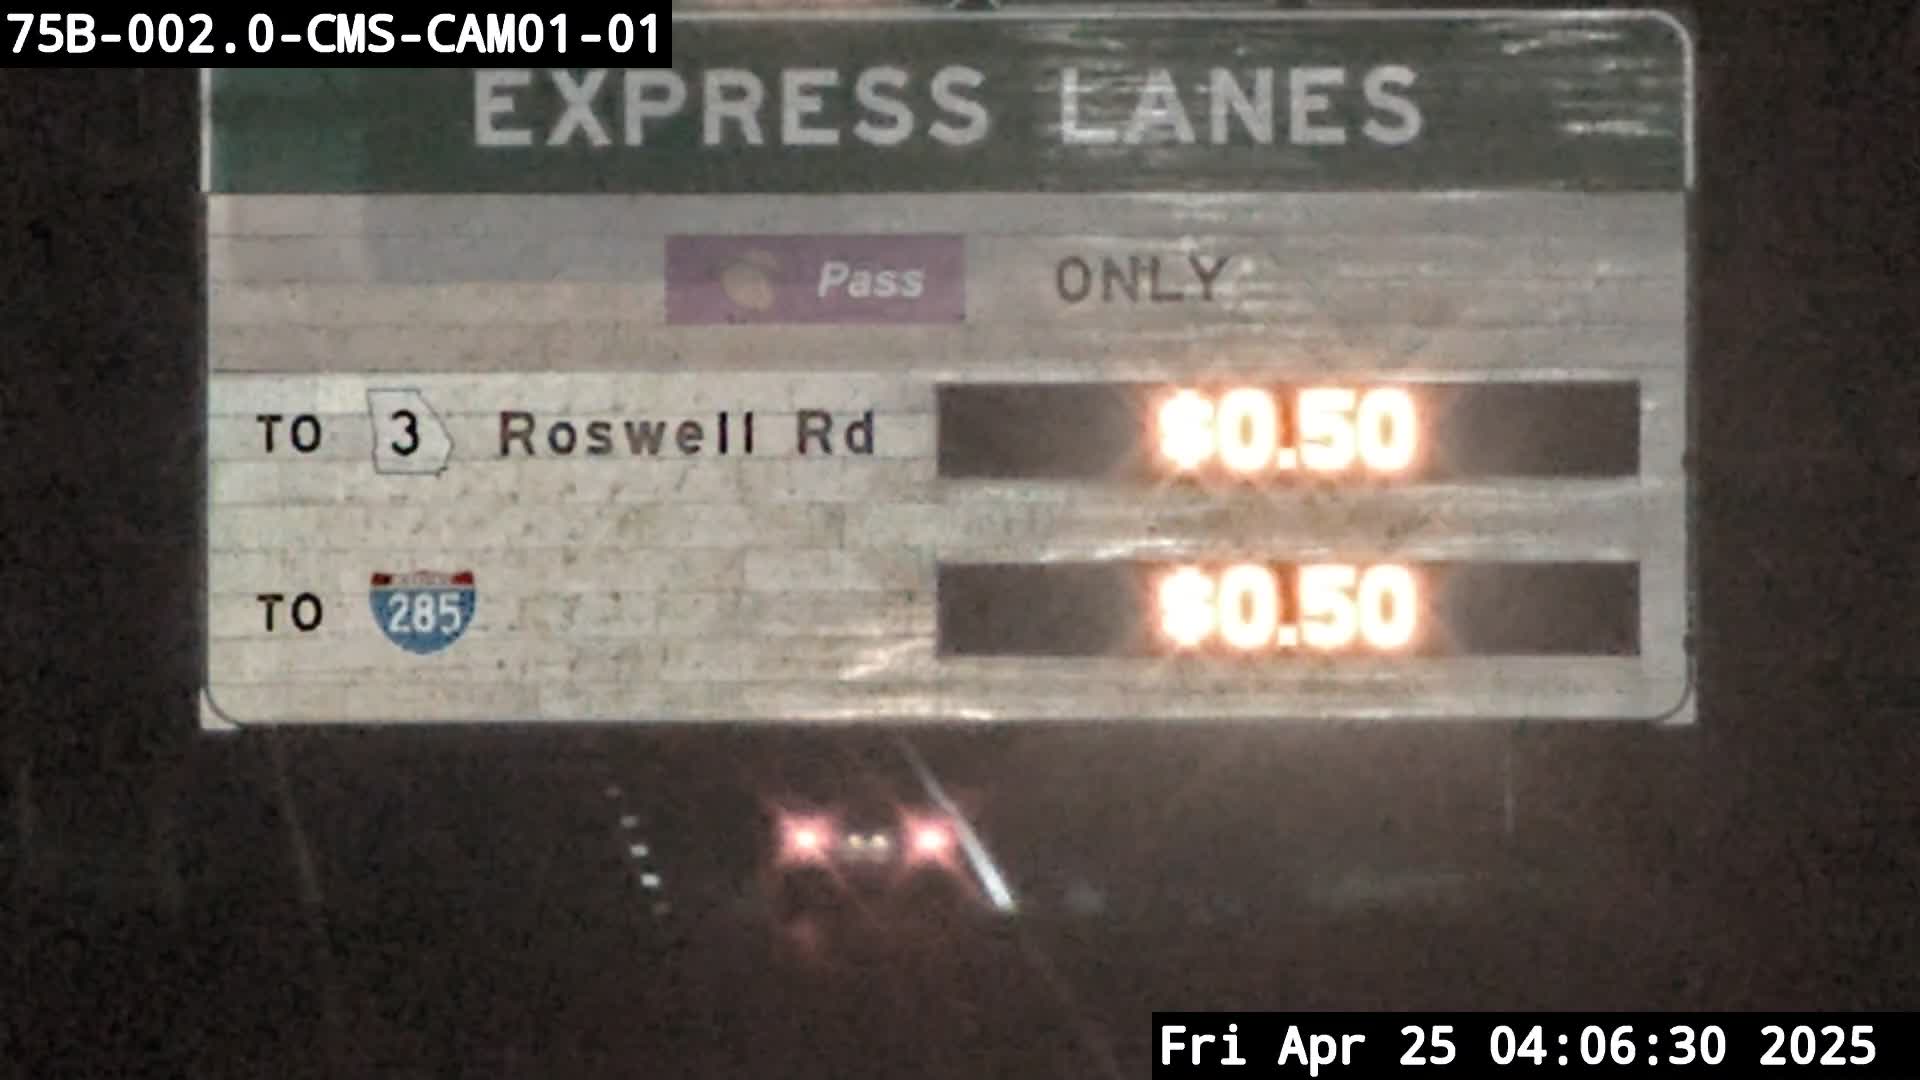 75B-002.0-CMS-CAM01-01
EXPRESS LANES
Pass ONLY
TO 3 Roswell Rd $0.50
TO 285 $0.50
Fri Apr 25 04:06:30 2025